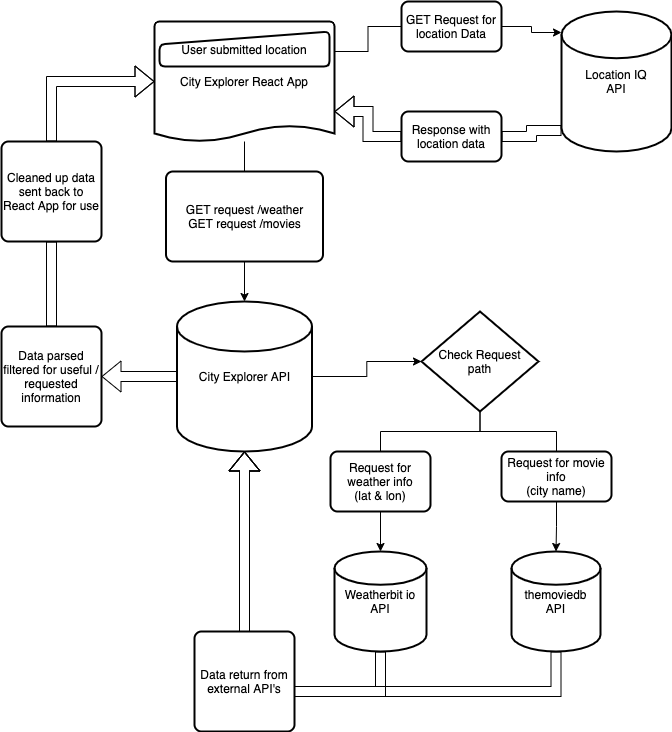 GET Request for
location Data
User submitted location
City Explorer React App
Location IQ
API
Response with
location data
Cleaned up data
sent back to
React App for use
GET request /weather
GET request /movies
Data parsed
filtered for useful /
requested
information
City Explorer API
Check Request
path
Request for
weather info
(lat & lon)
Request for movie
info
(city name)
Weatherbit io
API
themoviedb
API
Data return from
external API's